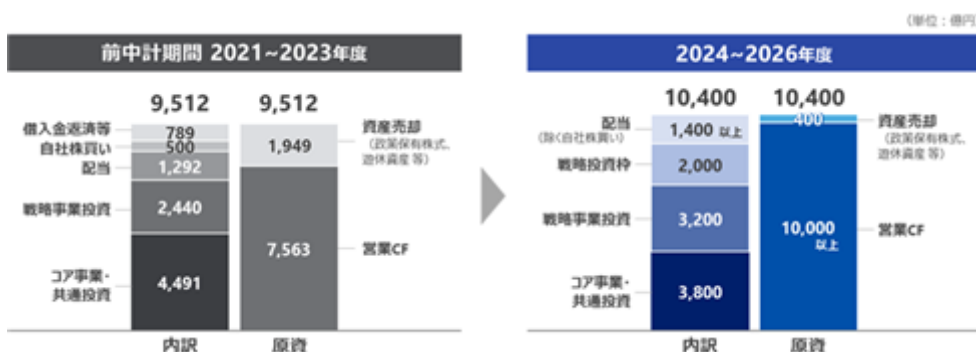 (単位：億円)
前中計期間 2021~2023年度
9,512
9,512
借入金返済等
789
自社株買い
500
配当
1,292
戦略事業投資
2,440
コア事業・
共通投資
4,491
1,949
資産売却
(政策保有株式、
遊休資産 等)
7,563
営業CF
内訳
原資
2024~2026年度
10,400
10,400
配当
(除く自社株買い)
1,400 以上
戦略投資枠
2,000
戦略事業投資
3,200
コア事業・
共通投資
3,800
400
資産売却
(政策保有株式、
遊休資産 等)
10,000
以上
営業CF
内訳
原資